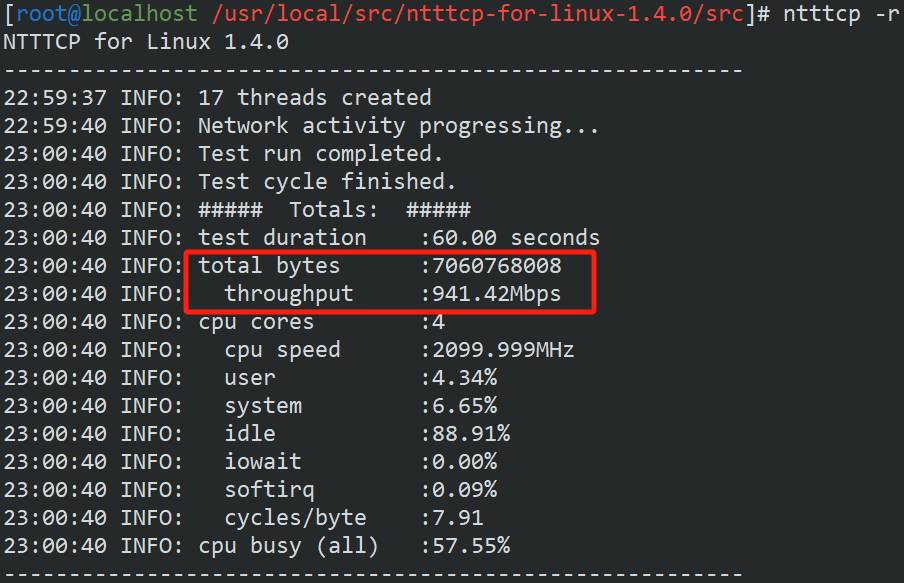 [root@localhost /usr/local/src/ntttcp-for-linux-1.4.0/src]# ntttcp -r
NTTTCP for Linux 1.4.0
---------------------------------------------------------
22:59:37 INFO: 17 threads created
22:59:40 INFO: Network activity progressing...
23:00:40 INFO: Test run completed.
23:00:40 INFO: Test cycle finished.
23:00:40 INFO: #####  Totals:  #####
23:00:40 INFO: test duration    :60.00 seconds
23:00:40 INFO: total bytes      :7060768008
23:00:40 INFO:   throughput     :941.42Mbps
23:00:40 INFO: cpu cores        :4
23:00:40 INFO:   cpu speed      :2099.999MHz
23:00:40 INFO:   user           :4.34%
23:00:40 INFO:   system         :6.65%
23:00:40 INFO:   idle           :88.91%
23:00:40 INFO:   iowait         :0.00%
23:00:40 INFO:   softirq        :0.09%
23:00:40 INFO:   cycles/byte    :7.91
23:00:40 INFO: cpu busy (all)   :57.55%
---------------------------------------------------------